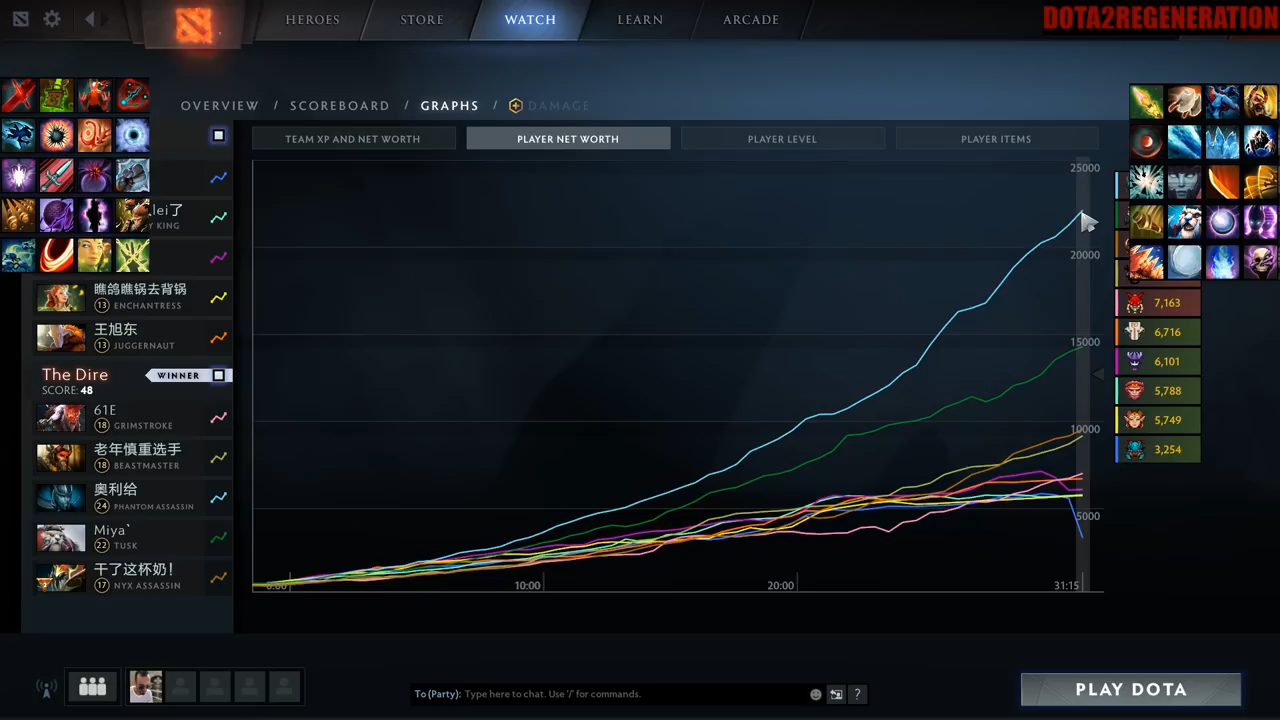 DOTA2REGENERATION
HEROES
STORE
WATCH
LEARN
ARCADE
OVERVIEW / SCOREBOARD / GRAPHS / DAMAGE
TEAM XP AND NET WORTH
PLAYER NET WORTH
PLAYER LEVEL
PLAYER ITEMS
lei了
KING
瞧鸽瞧锅去背锅
13 ENCHANTRESS
王旭东
13 JUGGERNAUT
The Dire
WINNER
SCORE: 48
61E
18 GRIMSTROKE
老年慎重选手
18 BEASTMASTER
奥利给
24 PHANTOM ASSASSIN
Miya`
22 TUSK
干了这杯奶!
17 NYX ASSASSIN
25000
20000
15000
10000
5000
0:00
10:00
20:00
31:15
7,163
6,716
6,101
5,788
5,749
3,254
To (Party): Type here to chat. Use '/' for commands.
?
PLAY DOTA